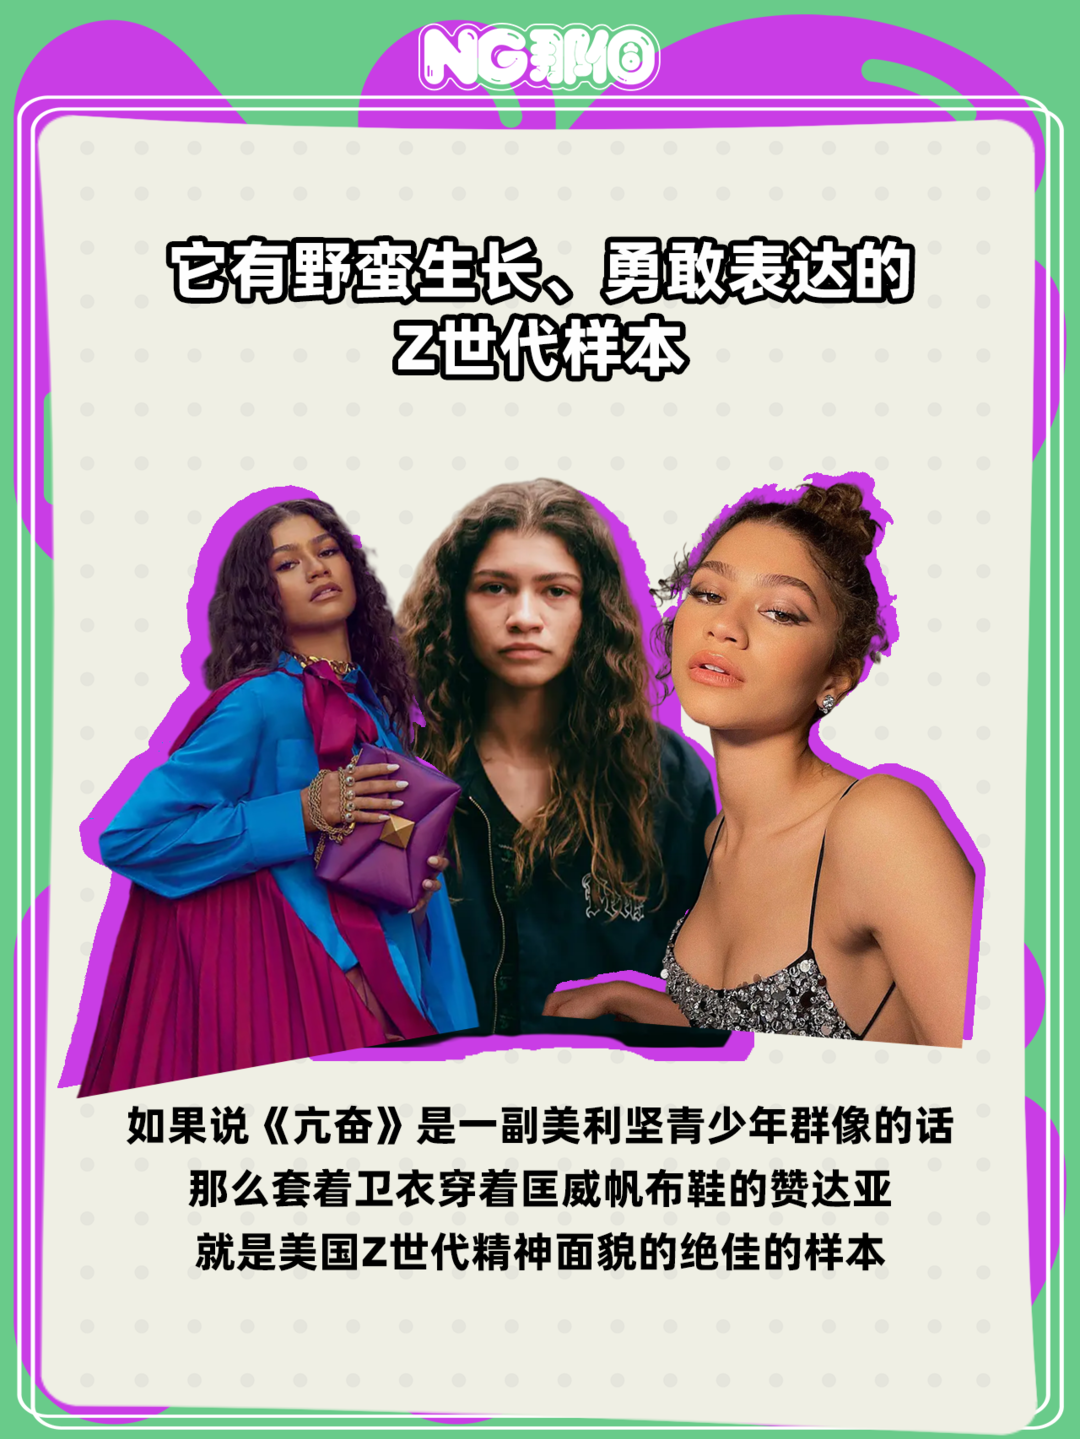 NG那闷
它有野蛮生长、勇敢表达的
Z世代样本
如果说《亢奋》是一副美利坚青少年群像的话
那么套着卫衣穿着匡威帆布鞋的赞达亚
就是美国Z世代精神面貌的绝佳的样本